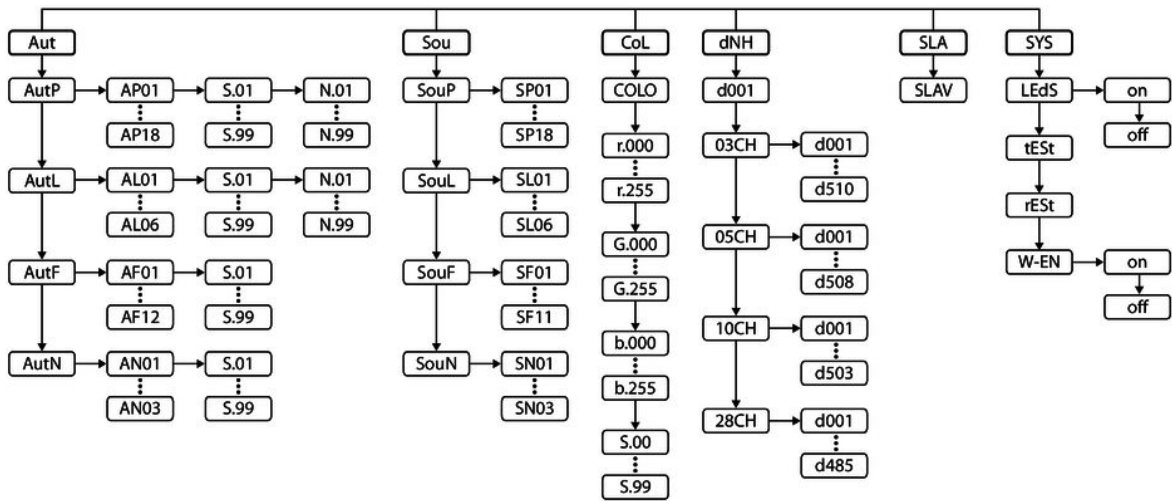 Aut Sou CoL dNH SLA SYS
AutP AP01 S.01 N.01 SouP SP01 COLO d001 SLAV LEdS on
AP18 S.99 N.99 SP18 off
03CH d001
r.000 tESt
AutL AL01 S.01 N.01 SouL SL01 r.255 d510
AL06 S.99 N.99 SL06 rESt
G.000 05CH d001
AutF AF01 S.01 SouF SF01 W-EN on
G.255 d508
AF12 S.99 SF11 off
b.000 10CH d001
AutN AN01 S.01 SouN SN01 d503
b.255
AN03 S.99 SN03
28CH d001
S.00
d485
S.99